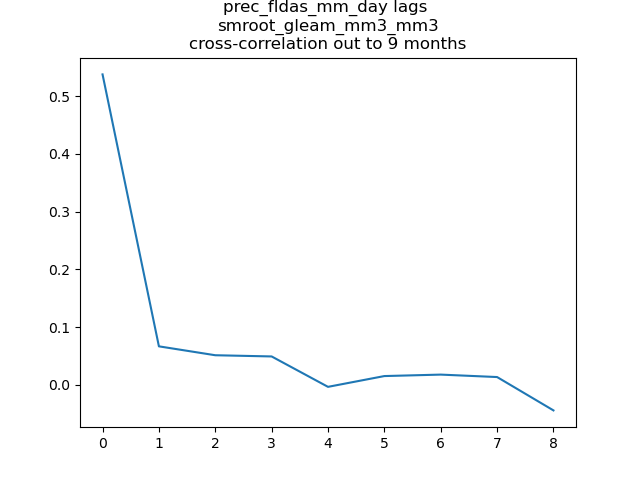 prec_fldas_mm_day lags
smroot_gleam_mm3_mm3
cross-correlation out to 9 months
0.5
0.4
0.3
0.2
0.1
0.0
0 1 2 3 4 5 6 7 8